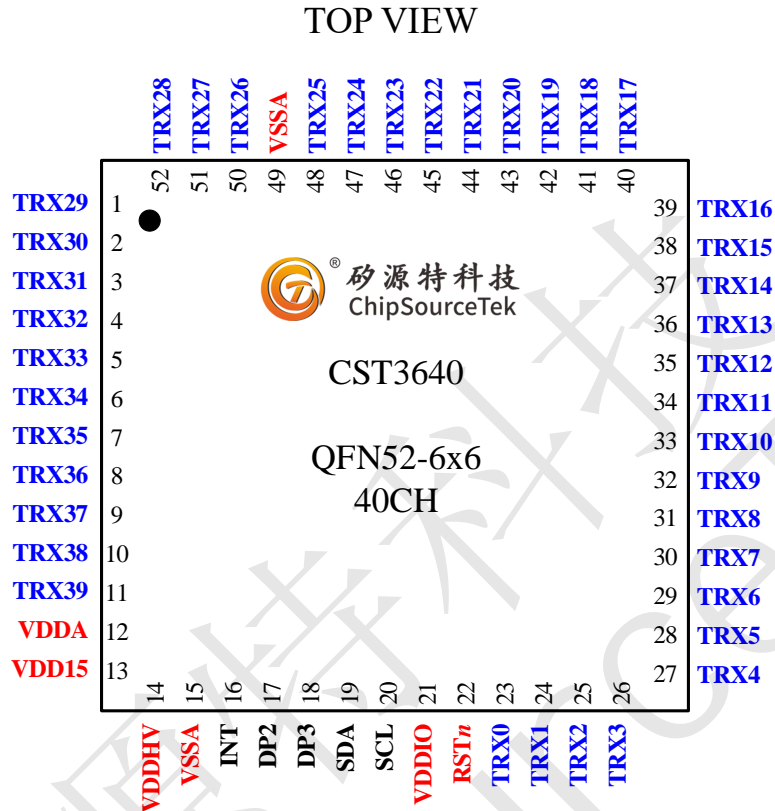 TOP VIEW
TRX28 TRX27 TRX26 VSSA TRX25 TRX24 TRX23 TRX22 TRX21 TRX20 TRX19 TRX18 TRX17
52 51 50 49 48 47 46 45 44 43 42 41 40
TRX29 1
TRX30 2
TRX31 3
TRX32 4
TRX33 5
TRX34 6
TRX35 7
TRX36 8
TRX37 9
TRX38 10
TRX39 11
VDDA 12
VDD15 13
®
矽源特科技
ChipSourceTek
CST3640
QFN52-6x6
40CH
39 TRX16
38 TRX15
37 TRX14
36 TRX13
35 TRX12
34 TRX11
33 TRX10
32 TRX9
31 TRX8
30 TRX7
29 TRX6
28 TRX5
27 TRX4
14 15 16 17 18 19 20 21 22 23 24 25 26
VDDHV VSSA INT DP2 DP3 SDA SCL VDDIO RSTn TRX0 TRX1 TRX2 TRX3